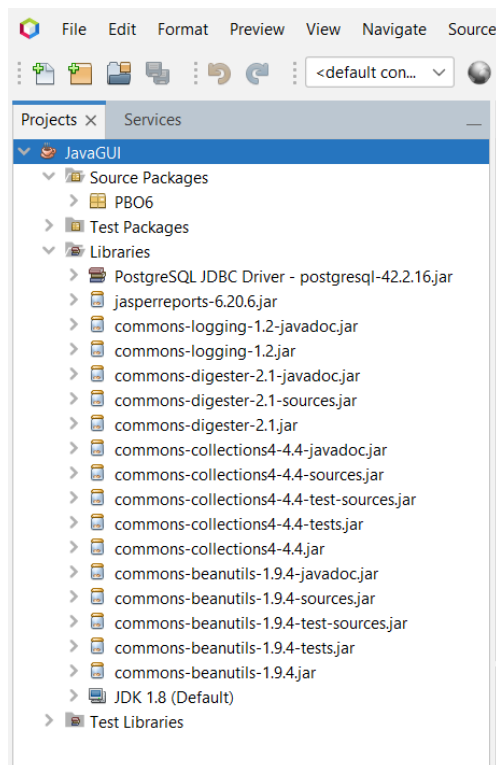 File Edit Format Preview View Navigate Source
<default con...
Projects Services
JavaGUI
Source Packages
PBO6
Test Packages
Libraries
PostgreSQL JDBC Driver - postgresql-42.2.16.jar
jasperreports-6.20.6.jar
commons-logging-1.2-javadoc.jar
commons-logging-1.2.jar
commons-digester-2.1-javadoc.jar
commons-digester-2.1-sources.jar
commons-digester-2.1.jar
commons-collections4-4.4-javadoc.jar
commons-collections4-4.4-sources.jar
commons-collections4-4.4-test-sources.jar
commons-collections4-4.4-tests.jar
commons-collections4-4.4.jar
commons-beanutils-1.9.4-javadoc.jar
commons-beanutils-1.9.4-sources.jar
commons-beanutils-1.9.4-test-sources.jar
commons-beanutils-1.9.4-tests.jar
commons-beanutils-1.9.4.jar
JDK 1.8 (Default)
Test Libraries